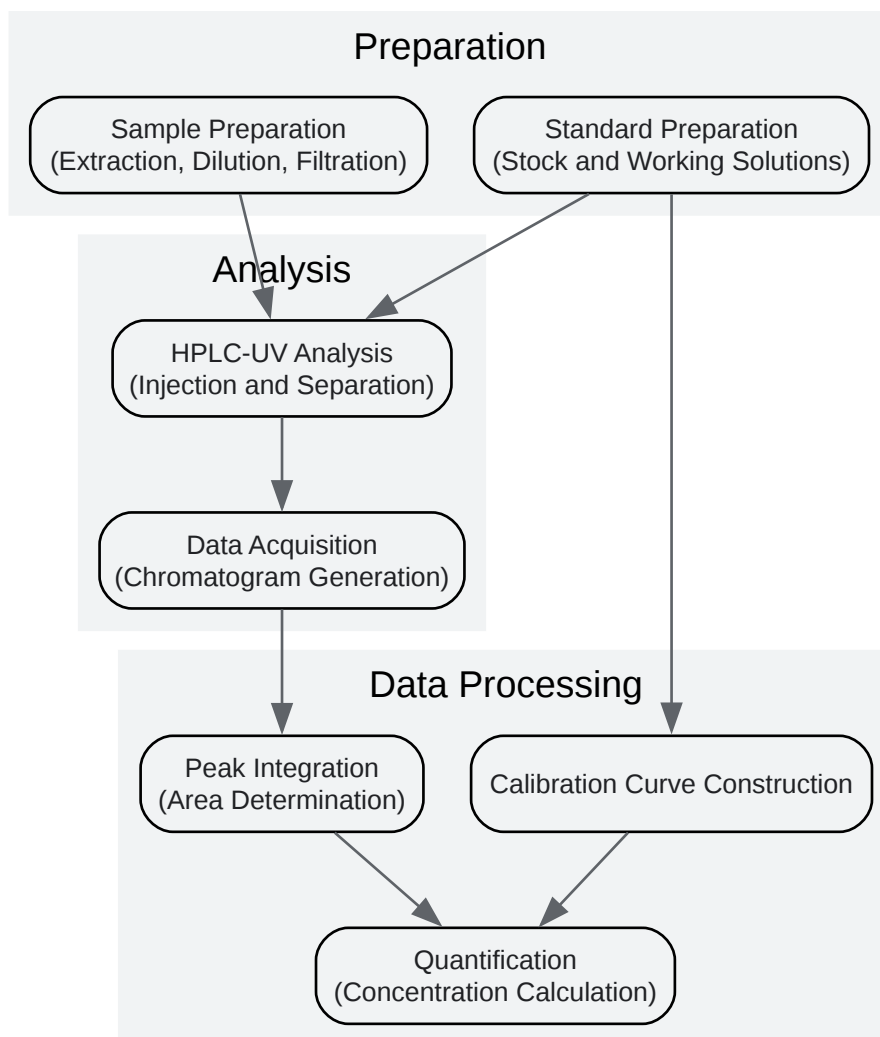 Preparation
Sample Preparation
(Extraction, Dilution, Filtration)
Standard Preparation
(Stock and Working Solutions)
Analysis
HPLC-UV Analysis
(Injection and Separation)
Data Acquisition
(Chromatogram Generation)
Data Processing
Peak Integration
(Area Determination)
Calibration Curve Construction
Quantification
(Concentration Calculation)